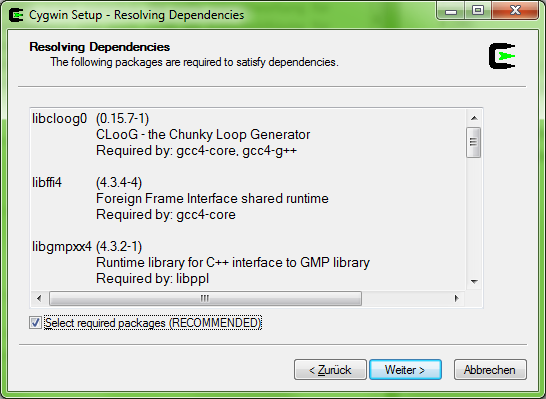 Cygwin Setup - Resolving Dependencies
Resolving Dependencies
The following packages are required to satisfy dependencies.
libcloog0 (0.15.7-1)
CLooG - the Chunky Loop Generator
Required by: gcc4-core, gcc4-g++
libffi4 (4.3.4-4)
Foreign Frame Interface shared runtime
Required by: gcc4-core
libgmpxx4 (4.3.2-1)
Runtime library for C++ interface to GMP library
Required by: libppl
Select required packages (RECOMMENDED)
< Zurück Weiter > Abbrechen